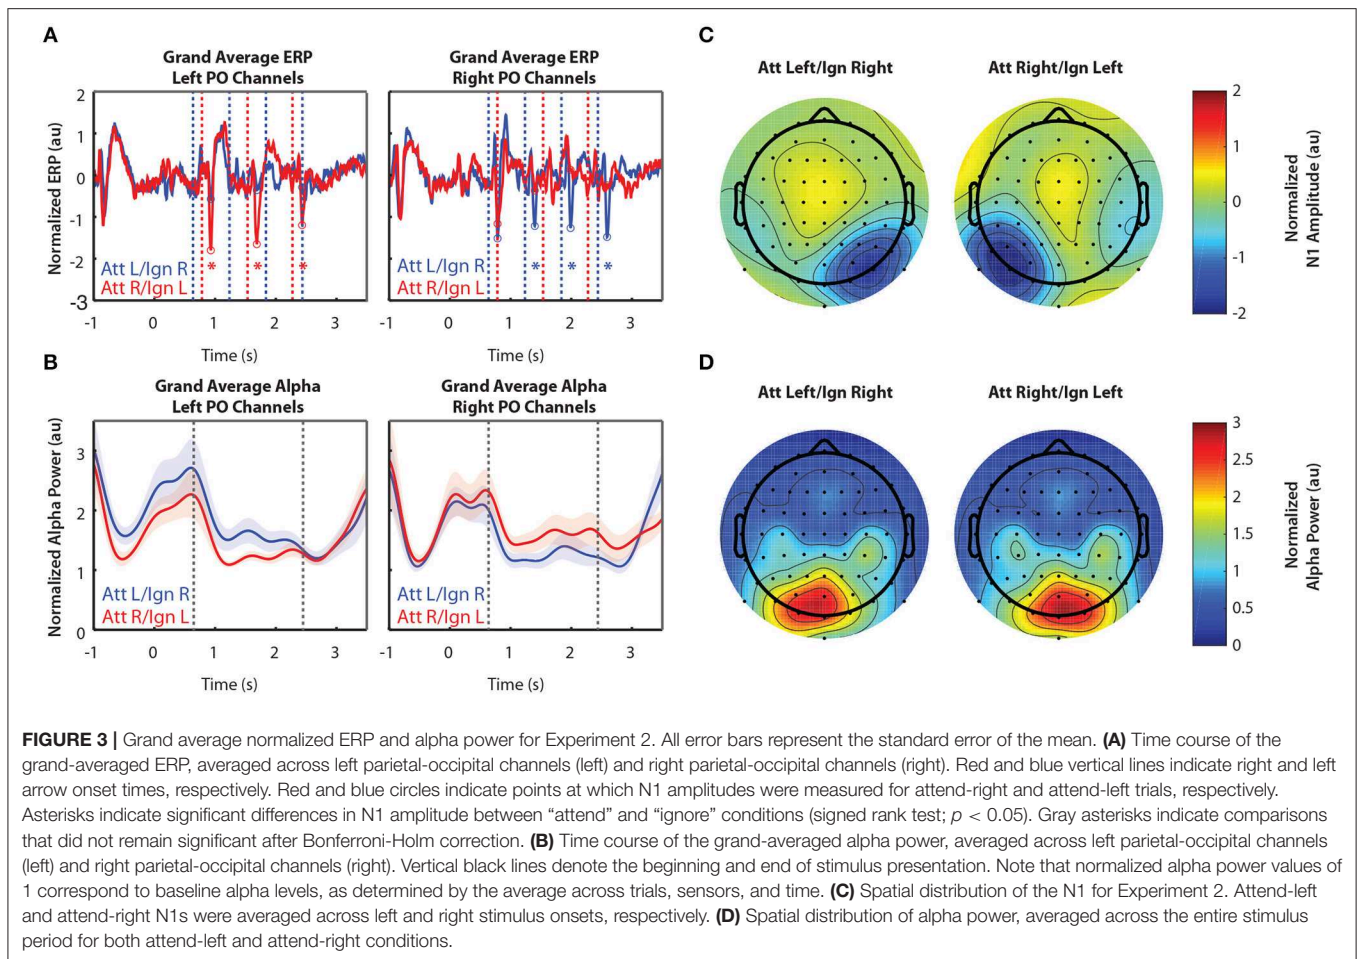 A
Grand Average ERP
Left PO Channels
Grand Average ERP
Right PO Channels
Normalized ERP (au)
2
1
0
-1
-2
-3
Att L/Ign R
Att R/Ign L
*
*
*
Att L/Ign R
Att R/Ign L
*
*
*
-1
0
1
2
3
-1
0
1
2
3
Time (s)
Time (s)
B
Grand Average Alpha
Left PO Channels
Grand Average Alpha
Right PO Channels
Normalized Alpha Power (au)
3
2
1
0
Att L/Ign R
Att R/Ign L
Att L/Ign R
Att R/Ign L
-1
0
1
2
3
-1
0
1
2
3
Time (s)
Time (s)
C
Att Left/Ign Right
Att Right/Ign Left
Normalized
N1 Amplitude (au)
2
1
0
-1
-2
D
Att Left/Ign Right
Att Right/Ign Left
Normalized
Alpha Power (au)
3
2.5
2
1.5
1
0.5
0
FIGURE 3 | Grand average normalized ERP and alpha power for Experiment 2. All error bars represent the standard error of the mean. (A) Time course of the
grand-averaged ERP, averaged across left parietal-occipital channels (left) and right parietal-occipital channels (right). Red and blue vertical lines indicate right and left
arrow onset times, respectively. Red and blue circles indicate points at which N1 amplitudes were measured for attend-right and attend-left trials, respectively.
Asterisks indicate significant differences in N1 amplitude between “attend” and “ignore” conditions (signed rank test; p < 0.05). Gray asterisks indicate comparisons
that did not remain significant after Bonferroni-Holm correction. (B) Time course of the grand-averaged alpha power, averaged across left parietal-occipital channels
(left) and right parietal-occipital channels (right). Vertical black lines denote the beginning and end of stimulus presentation. Note that normalized alpha power values of
1 correspond to baseline alpha levels, as determined by the average across trials, sensors, and time. (C) Spatial distribution of the N1 for Experiment 2. Attend-left
and attend-right N1s were averaged across left and right stimulus onsets, respectively. (D) Spatial distribution of alpha power, averaged across the entire stimulus
period for both attend-left and attend-right conditions.